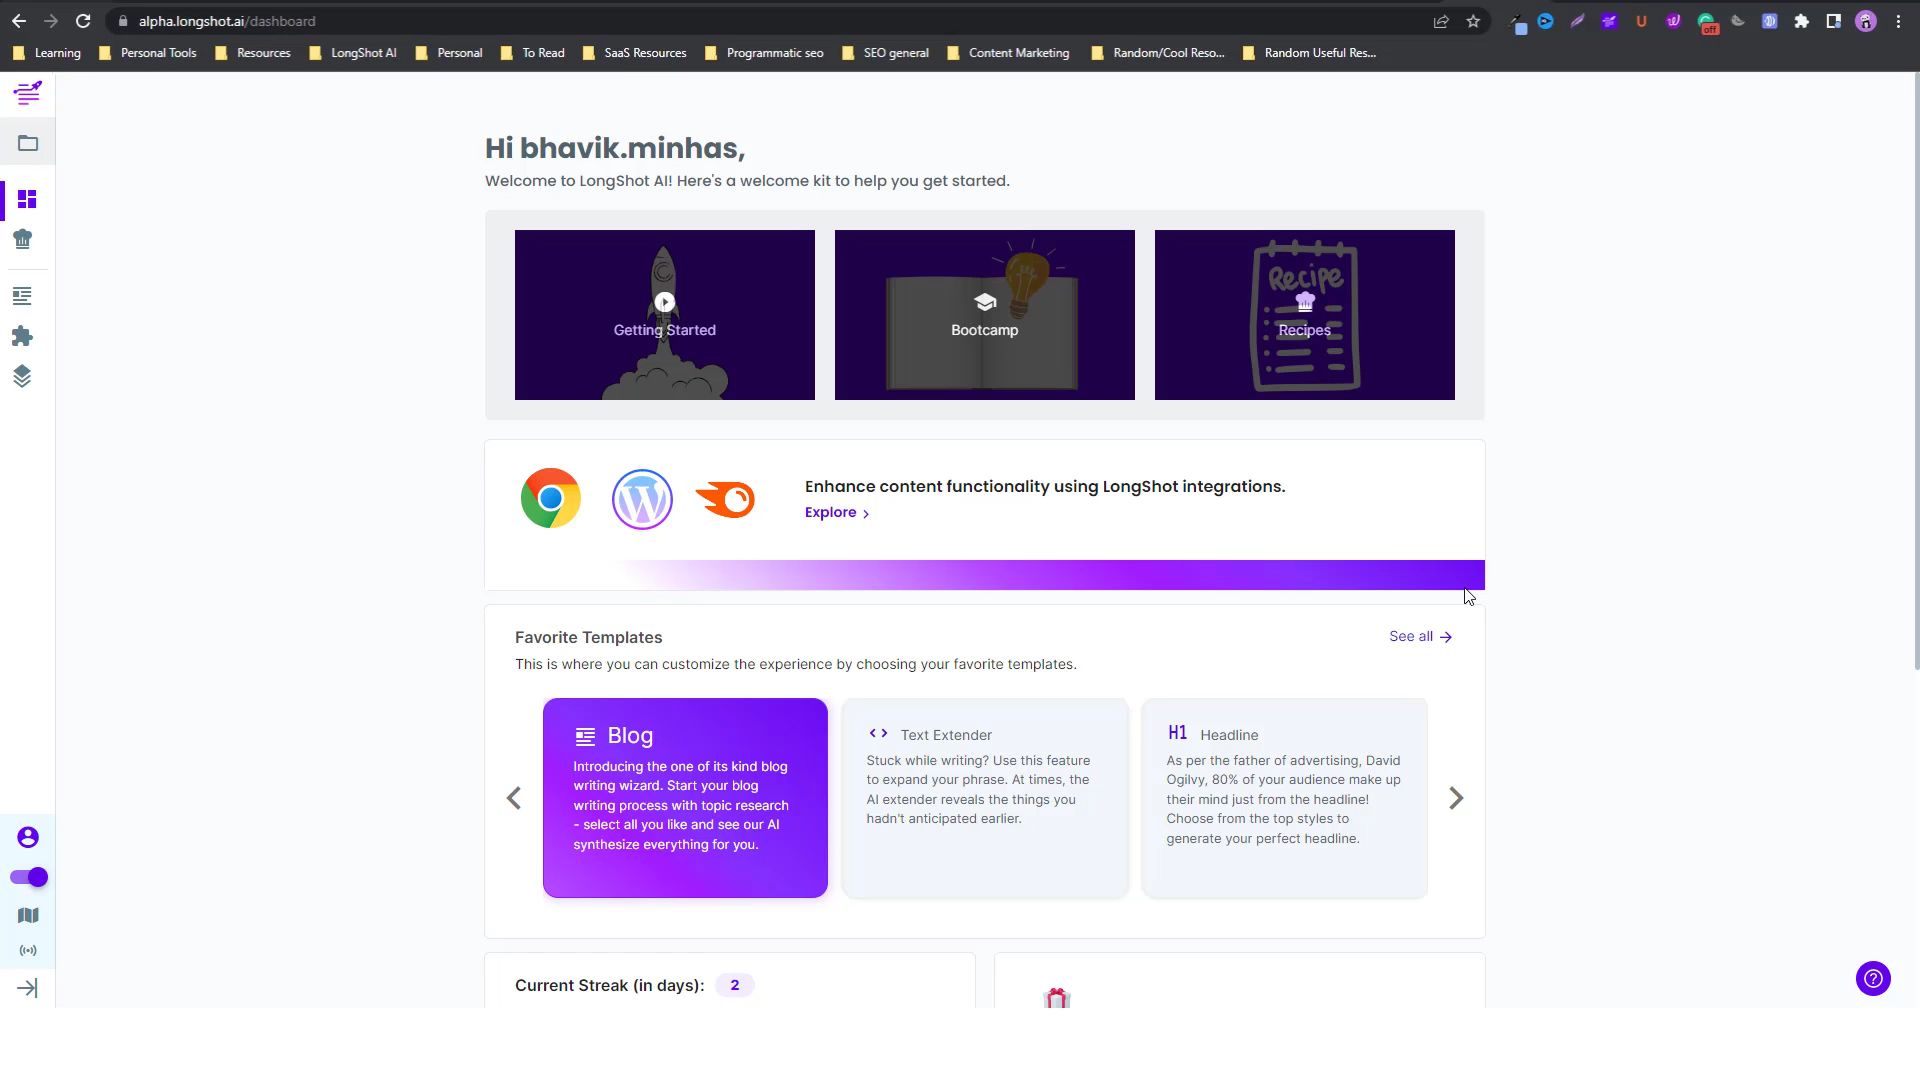 alpha.longshot.ai/dashboard
off
Learning Personal Tools Resources LongShot AI Personal To Read SaaS Resources Programmatic seo SEO general Content Marketing Random/Cool Reso... Random Useful Res...
Hi bhavik.minhas,
Welcome to LongShot AI! Here's a welcome kit to help you get started.
Getting Started
Bootcamp
Recipe
Recipes
Enhance content functionality using LongShot integrations.
Explore
Favorite Templates
See all
This is where you can customize the experience by choosing your favorite templates.
Blog
Introducing the one of its kind blog
writing wizard. Start your blog
writing process with topic research
- select all you like and see our AI
synthesize everything for you.
Text Extender
Stuck while writing? Use this feature
to expand your phrase. At times, the
AI extender reveals the things you
hadn't anticipated earlier.
H1 Headline
As per the father of advertising, David
Ogilvy, 80% of your audience make up
their mind just from the headline!
Choose from the top styles to
generate your perfect headline.
Current Streak (in days): 2